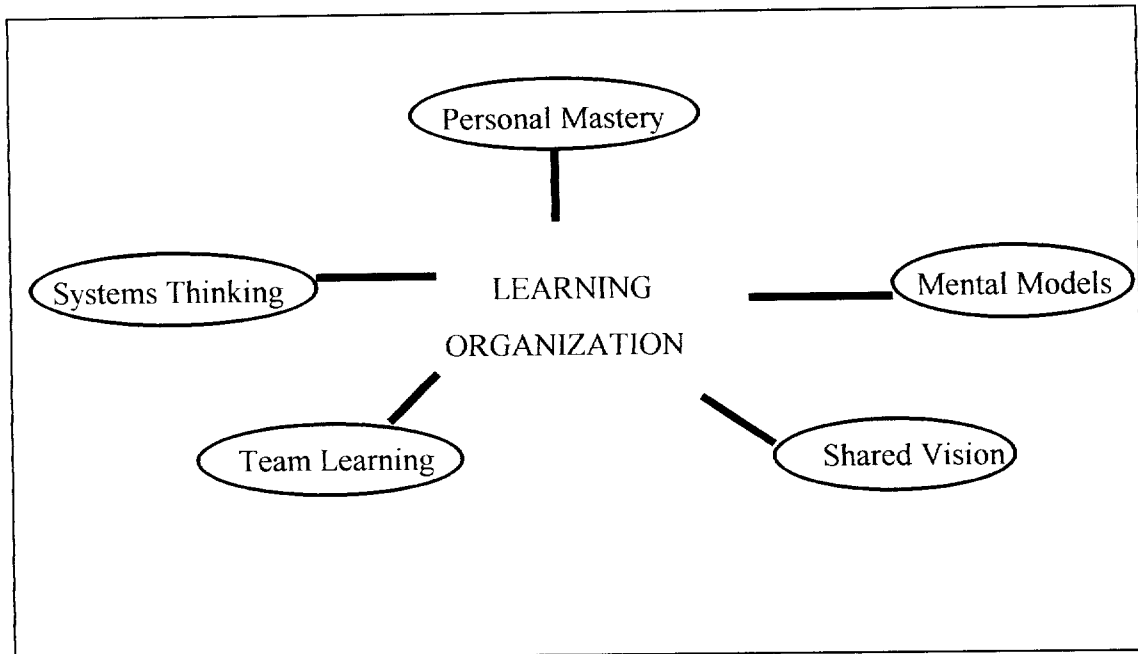 Personal Mastery
Systems Thinking
LEARNING
ORGANIZATION
Mental Models
Team Learning
Shared Vision